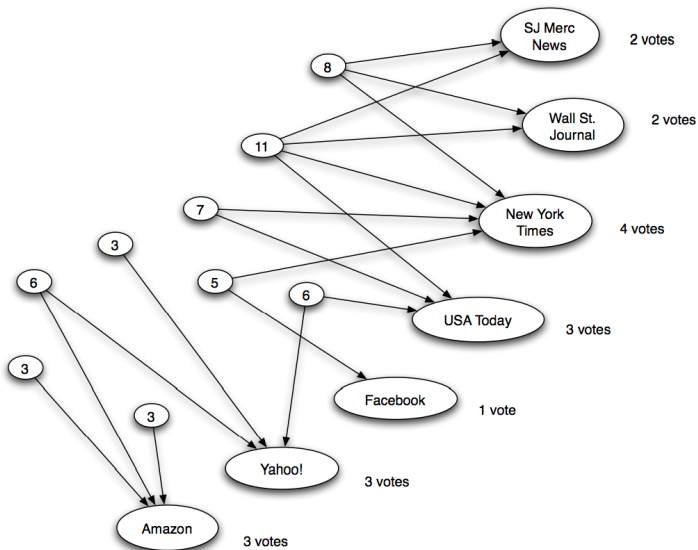 SJ Merc
News
2 votes
8
Wall St.
Journal
2 votes
11
7
New York
Times
4 votes
3
6
5
6
USA Today
3 votes
3
Facebook
1 vote
3
Yahoo!
3 votes
Amazon
3 votes